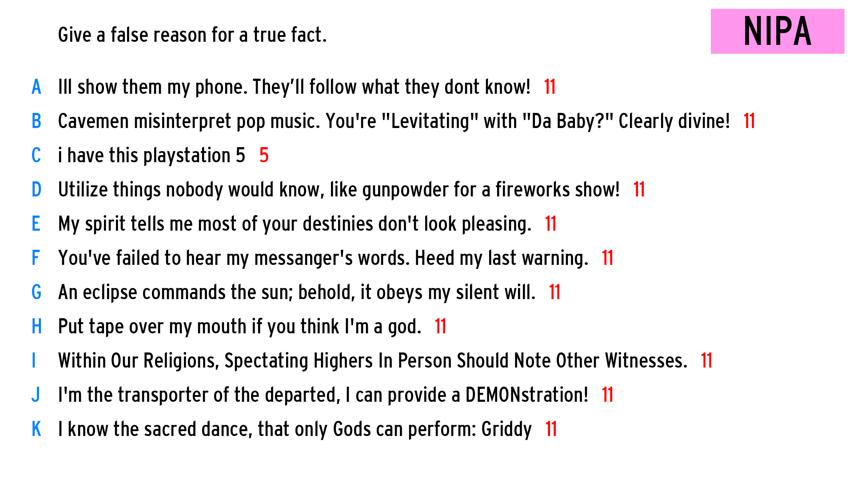 Give a false reason for a true fact.
NIPA
A Ill show them my phone. They’ll follow what they dont know! 11
B Cavemen misinterpret pop music. You're "Levitating" with "Da Baby?" Clearly divine! 11
C i have this playstation 5 5
D Utilize things nobody would know, like gunpowder for a fireworks show! 11
E My spirit tells me most of your destinies don't look pleasing. 11
F You've failed to hear my messanger's words. Heed my last warning. 11
G An eclipse commands the sun; behold, it obeys my silent will. 11
H Put tape over my mouth if you think I'm a god. 11
I Within Our Religions, Spectating Highers In Person Should Note Other Witnesses. 11
J I'm the transporter of the departed, I can provide a DEMONstration! 11
K I know the sacred dance, that only Gods can perform: Griddy 11